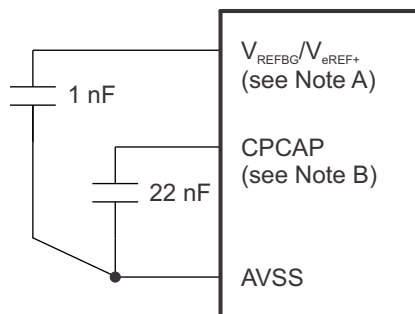 V_REFBG/V_eREF+
(see Note A)
1 nF
CPCAP
(see Note B)
22 nF
AVSS